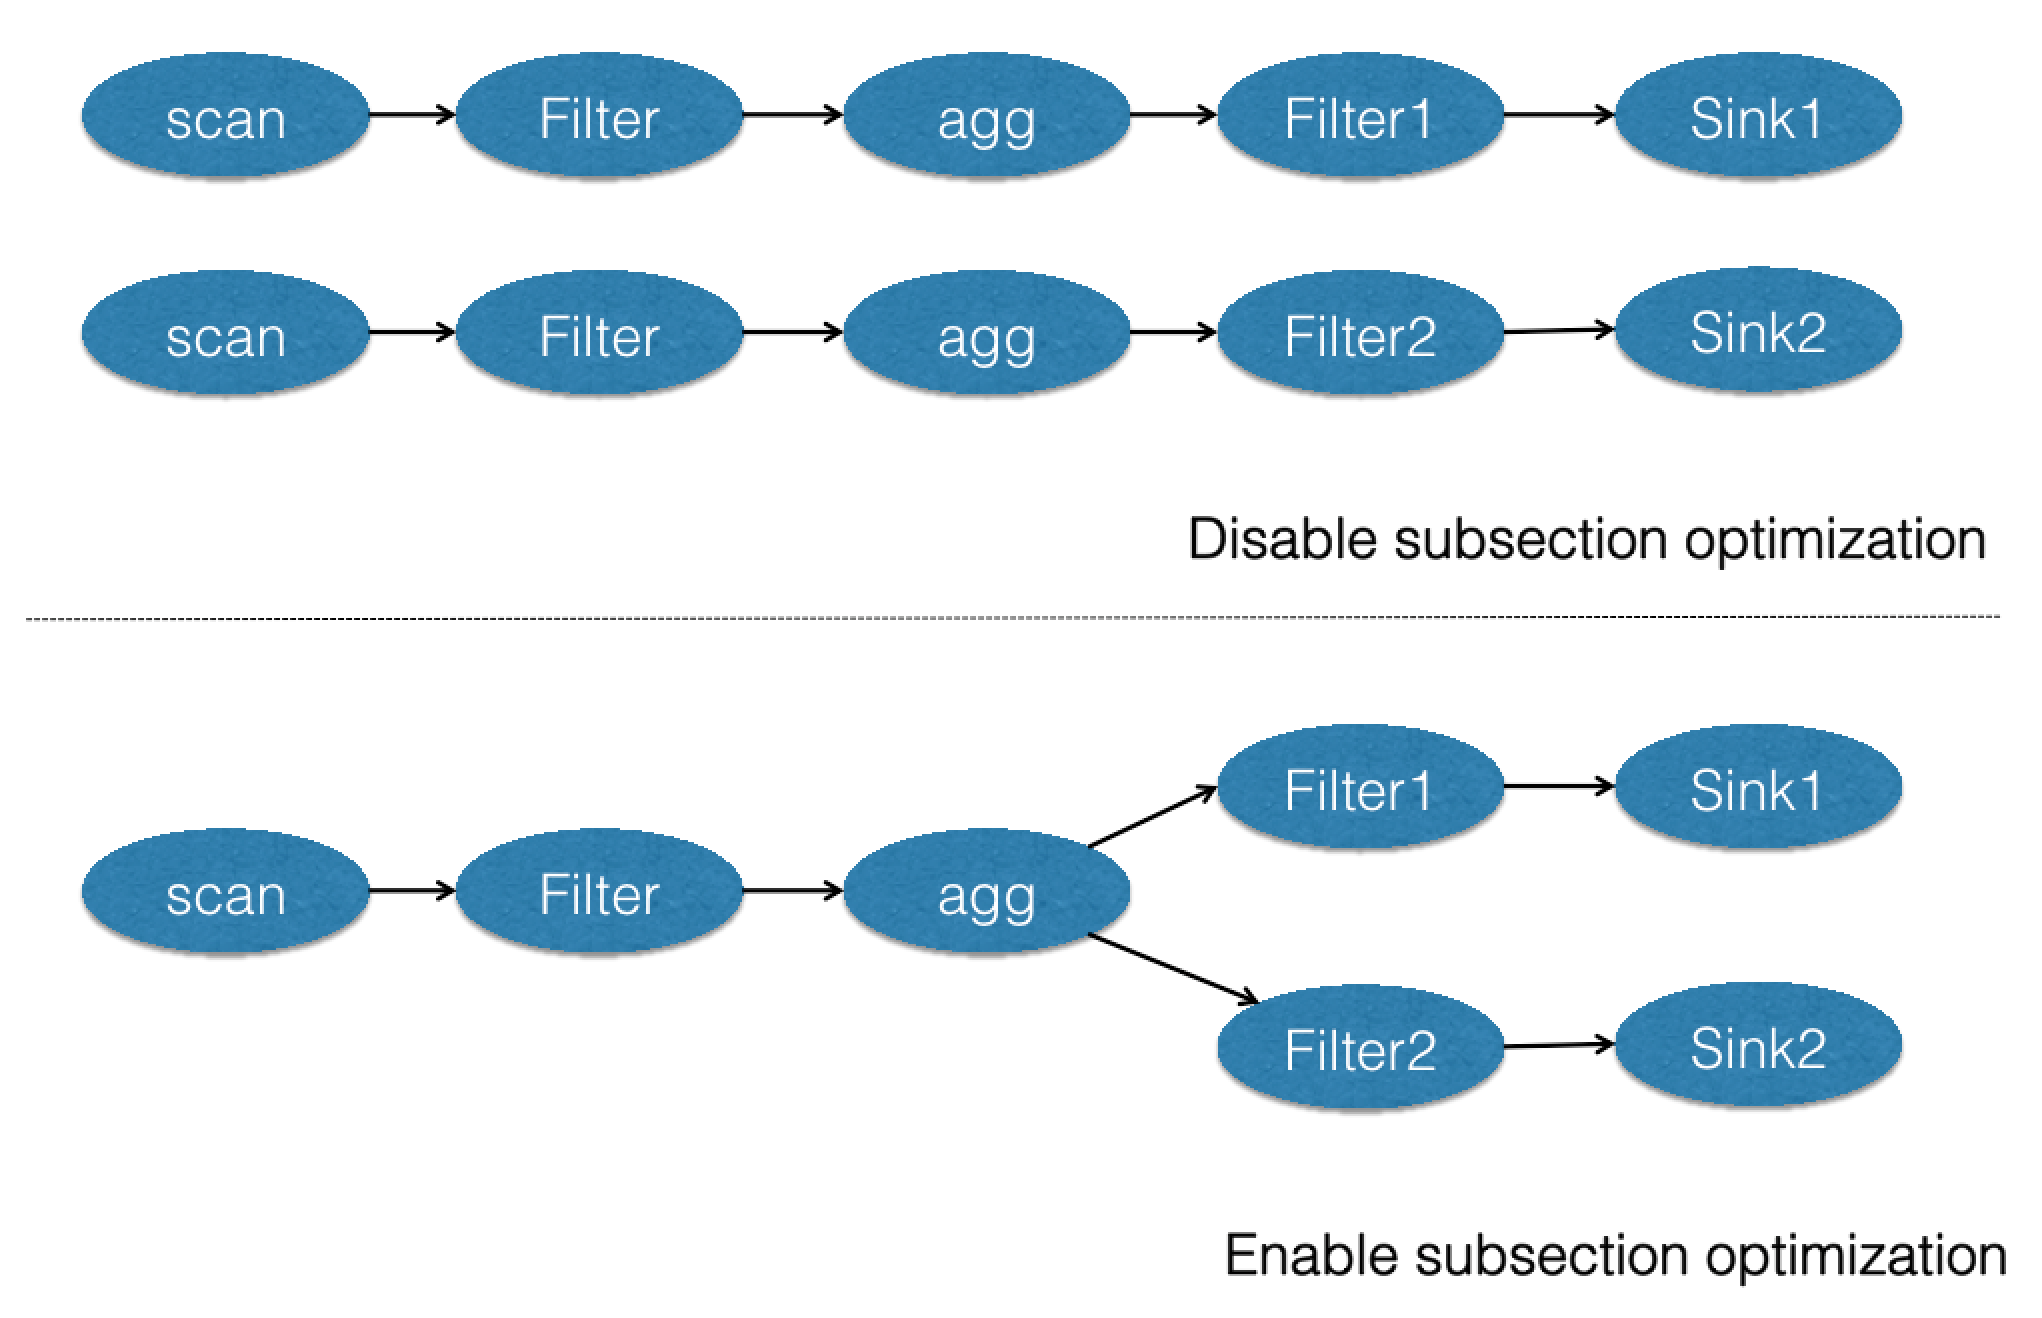 scan Filter agg Filter1 Sink1
scan Filter agg Filter2 Sink2
Disable subsection optimization
Filter1 Sink1
scan Filter agg
Filter2 Sink2
Enable subsection optimization